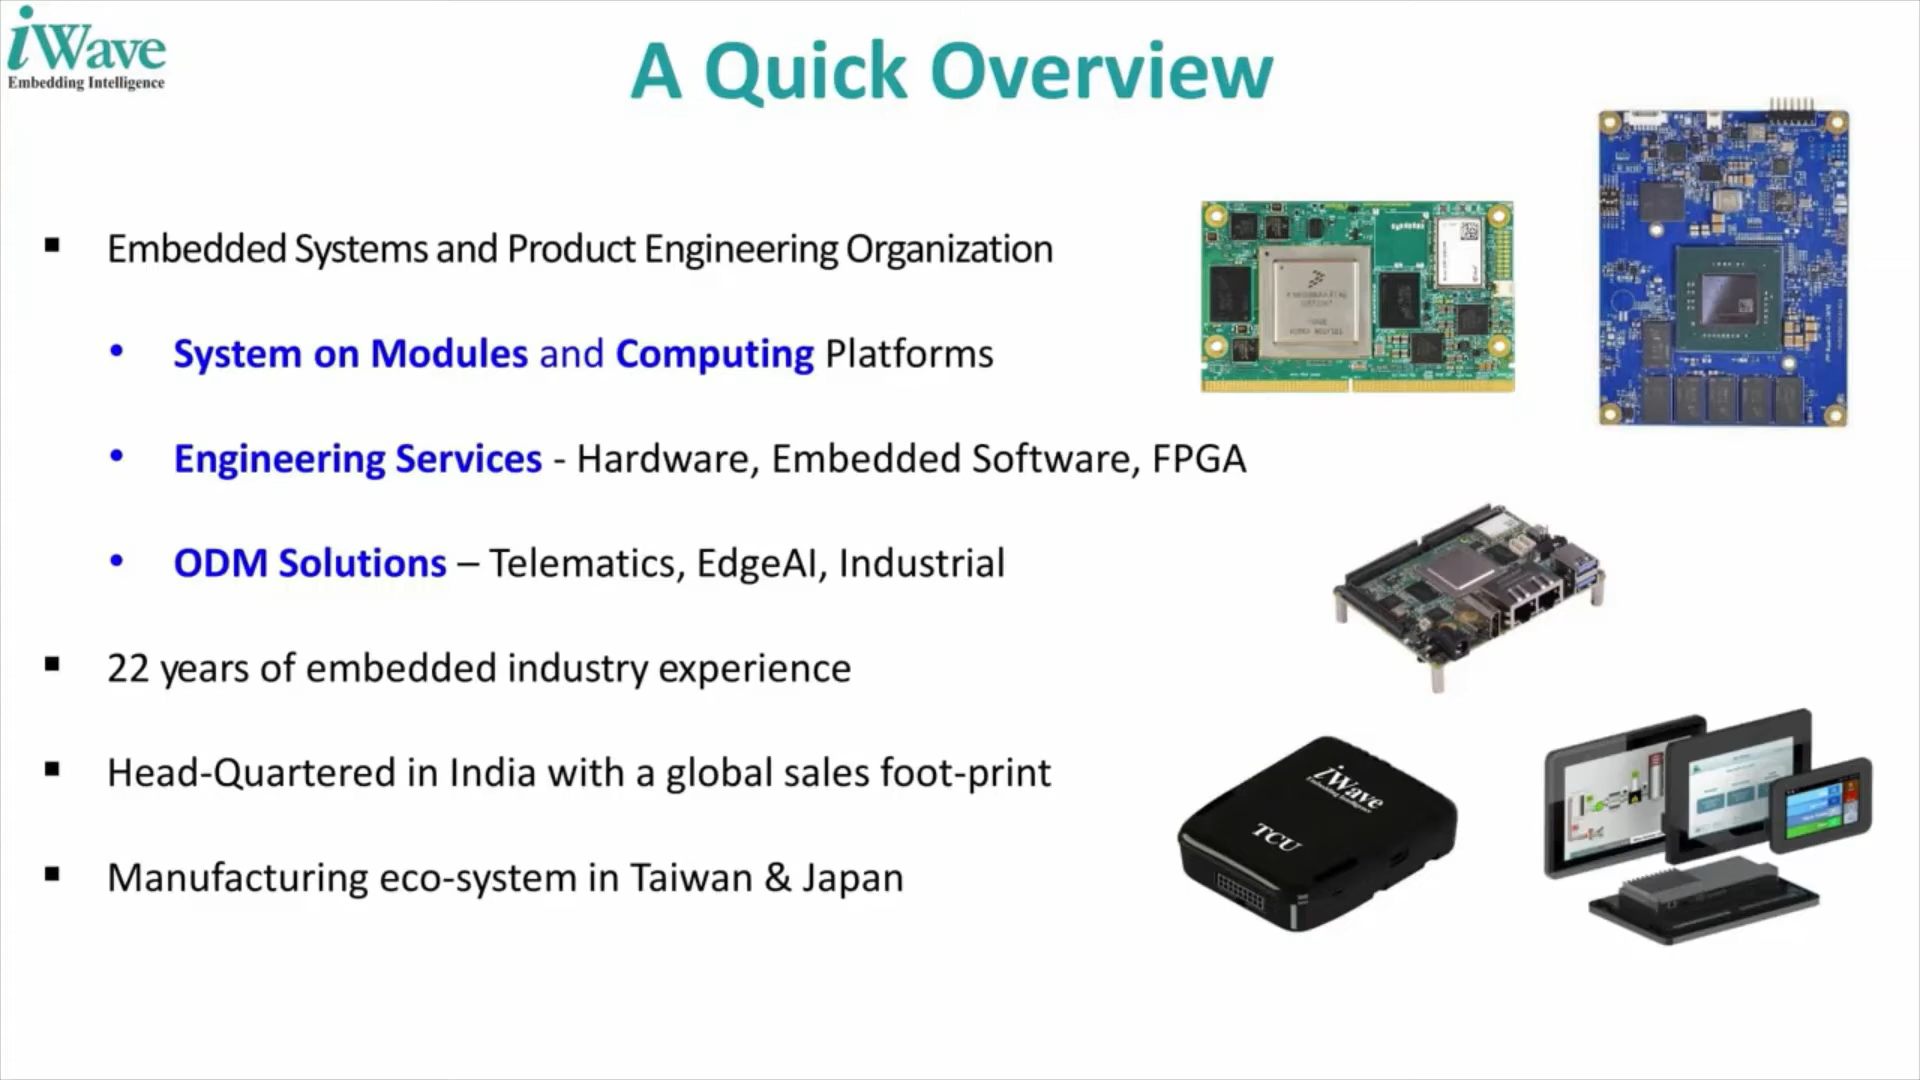 iWave
Embedding Intelligence
A Quick Overview
Embedded Systems and Product Engineering Organization
System on Modules and Computing Platforms
Engineering Services - Hardware, Embedded Software, FPGA
ODM Solutions – Telematics, EdgeAI, Industrial
22 years of embedded industry experience
Head-Quartered in India with a global sales foot-print
Manufacturing eco-system in Taiwan & Japan
iWave
Embedding Intelligence
TCU